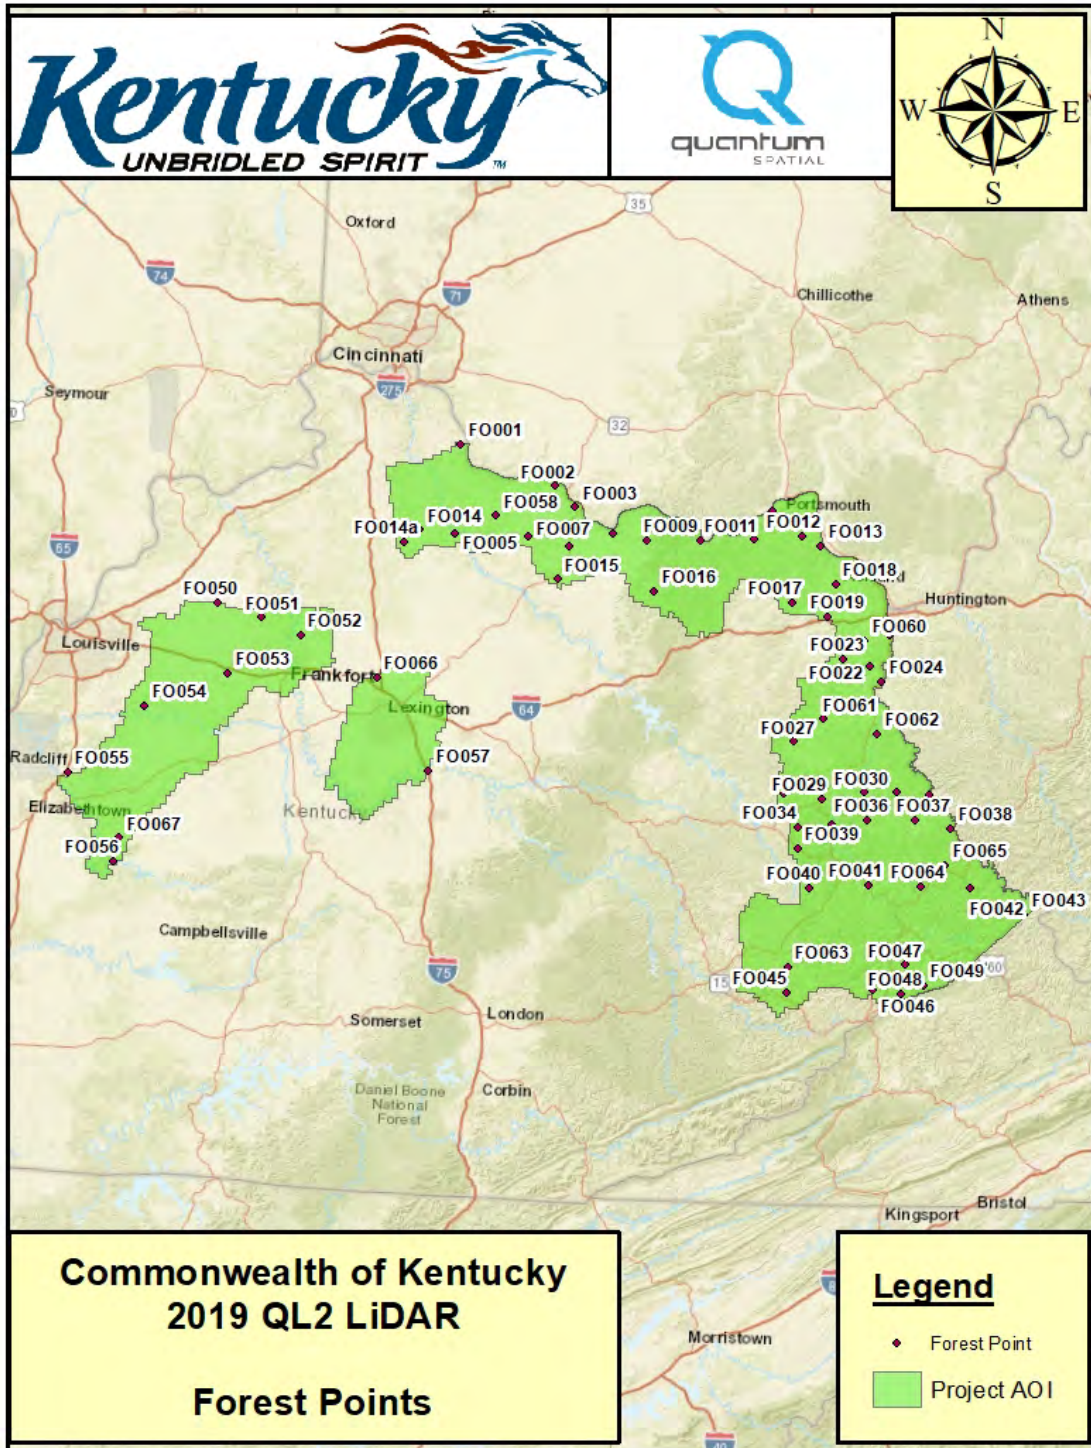 Kentucky
UNBRIDLED SPIRIT TM
quantum
SPATIAL
N
W E
S
35
Oxford
74
71
Chillicothe
Athens
Cincinnati
275
Seymour
32
FO001
FO002
FO003
Portsmouth
FO058
FO014
FO014a
FO005
FO007
FO009
FO011
FO012
FO013
65
FO015
FO016
FO017
FO018
FO019
Huntington
FO050
FO051
FO052
Louisville
FO060
FO053
Frankfort
FO066
FO023
FO022
FO024
FO054
Lexington
64
FO061
FO062
FO027
Radcliff
FO055
FO057
Elizabethtown
Kentucky
FO029
FO030
FO034
FO036
FO037
FO038
FO067
FO056
FO039
FO065
FO040
FO041
FO064
FO042
FO043
Campbellsville
75
FO063
FO047
FO045
FO048
FO049
FO046
15
London
Somerset
Daniel Boone
National
Forest
Corbin
Bristol
Kingsport
Morristown
Commonwealth of Kentucky
2019 QL2 LiDAR
Forest Points
Legend
Forest Point
Project AOI